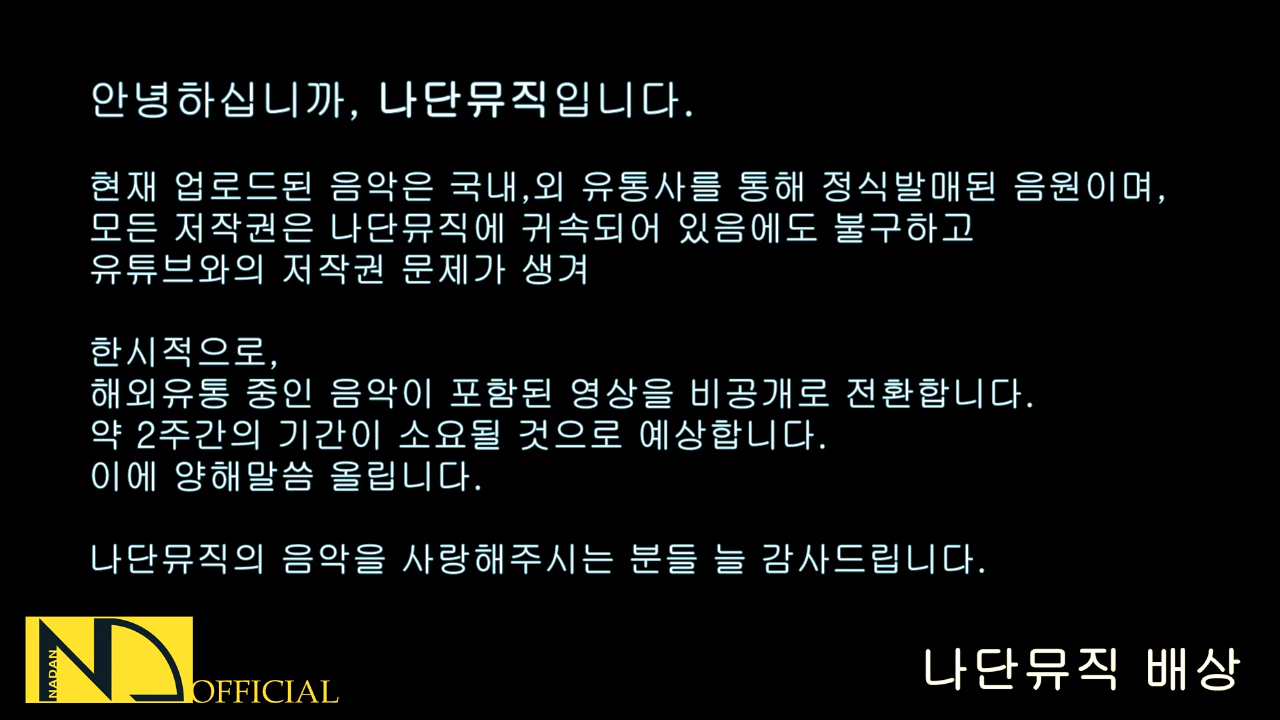 안녕하십니까, 나단뮤직입니다.
현재 업로드된 음악은 국내,외 유통사를 통해 정식발매된 음원이며,
모든 저작권은 나단뮤직에 귀속되어 있음에도 불구하고
유튜브와의 저작권 문제가 생겨
한시적으로,
해외유통 중인 음악이 포함된 영상을 비공개로 전환합니다.
약 2주간의 기간이 소요될 것으로 예상합니다.
이에 양해말씀 올립니다.
나단뮤직의 음악을 사랑해주시는 분들 늘 감사드립니다.
나단뮤직 배상
ND
NADAN
OFFICIAL